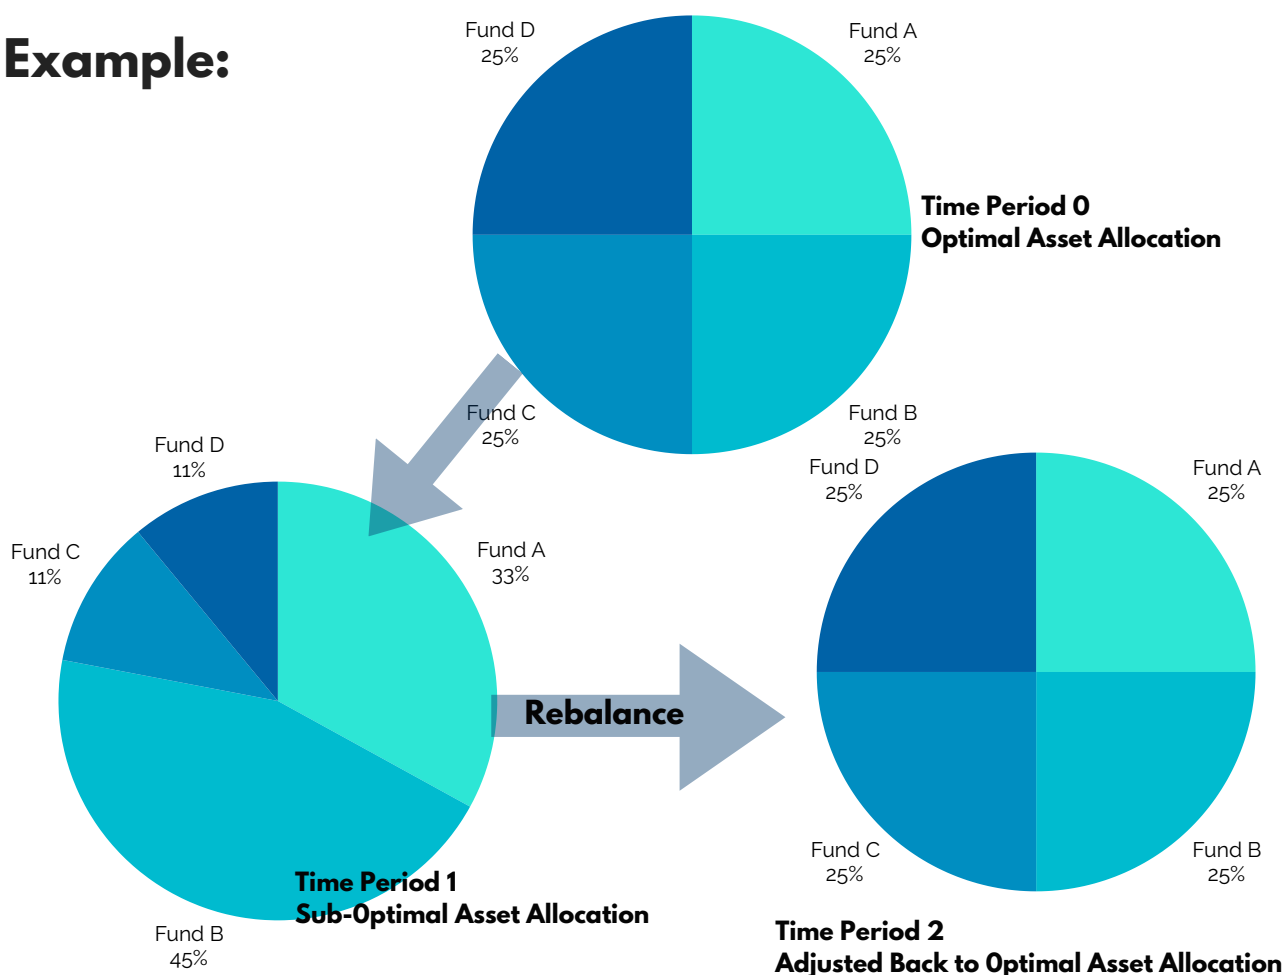 Example:
Fund D
25%
Fund A
25%
Time Period 0
Optimal Asset Allocation
Fund C
25%
Fund B
25%
Fund D
11%
Fund C
11%
Fund A
33%
Fund B
45%
Time Period 1
Sub-0ptimal Asset Allocation
Rebalance
Fund D
25%
Fund A
25%
Fund C
25%
Fund B
25%
Time Period 2
Adjusted Back to 0ptimal Asset Allocation